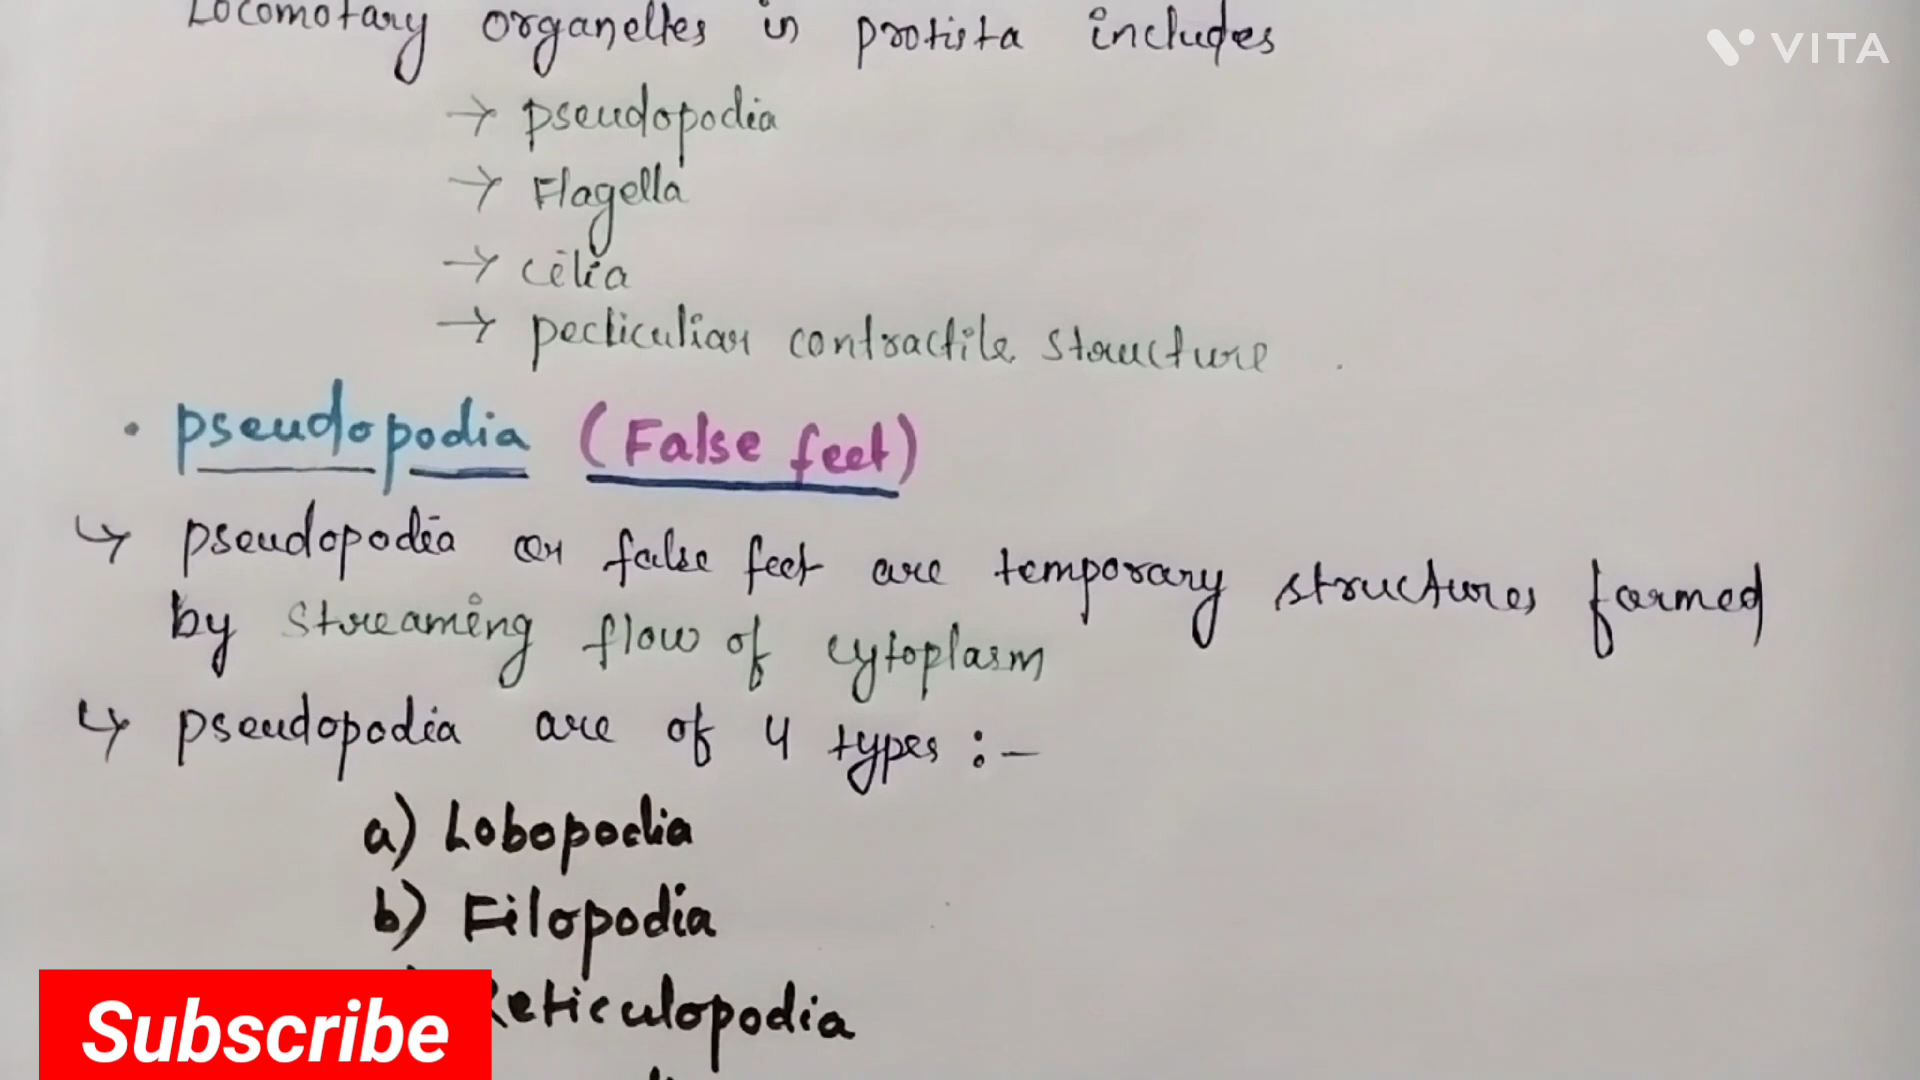 Locomotary organelles in protista includes
VITA
→ pseudopodia
→ Flagella
→ cilia
→ pecliculiar contractile structure
• pseudopodia (False feet)
↳ pseudopodia or false feet are temporary structures formed
by streaming flow of cytoplasm
↳ pseudopodia are of 4 types :-
a) Lobopodia
b) Filopodia
Reticulopodia
Subscribe